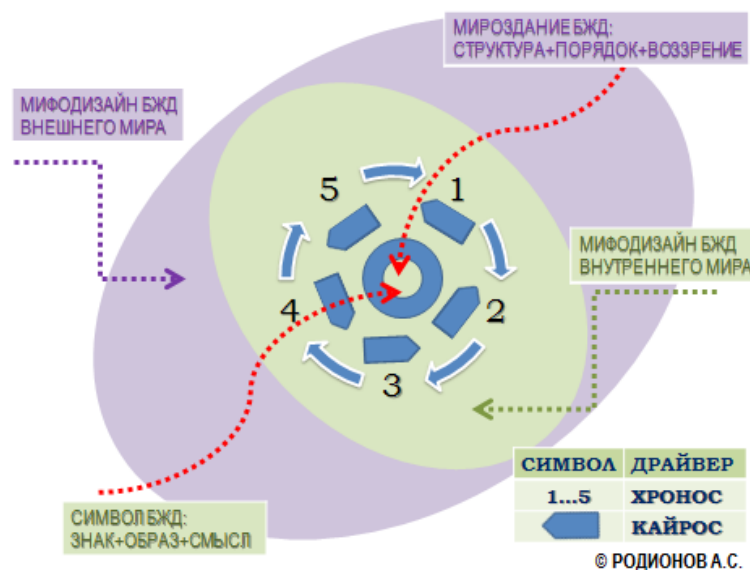 МИРОЗДАНИЕ БЖД:
СТРУКТУРА+ПОРЯДОК+ВОЗЗРЕНИЕ
МИФОДИЗАЙН БЖД
ВНЕШНЕГО МИРА
5
1
МИФОДИЗАЙН БЖД
ВНУТРЕННЕГО МИРА
4
2
3
СИМВОЛ БЖД:
ЗНАК+ОБРАЗ+СМЫСЛ
СИМВОЛ ДРАЙВЕР
1...5 ХРОНОС
КАЙРОС
© РОДИОНОВ А.С.